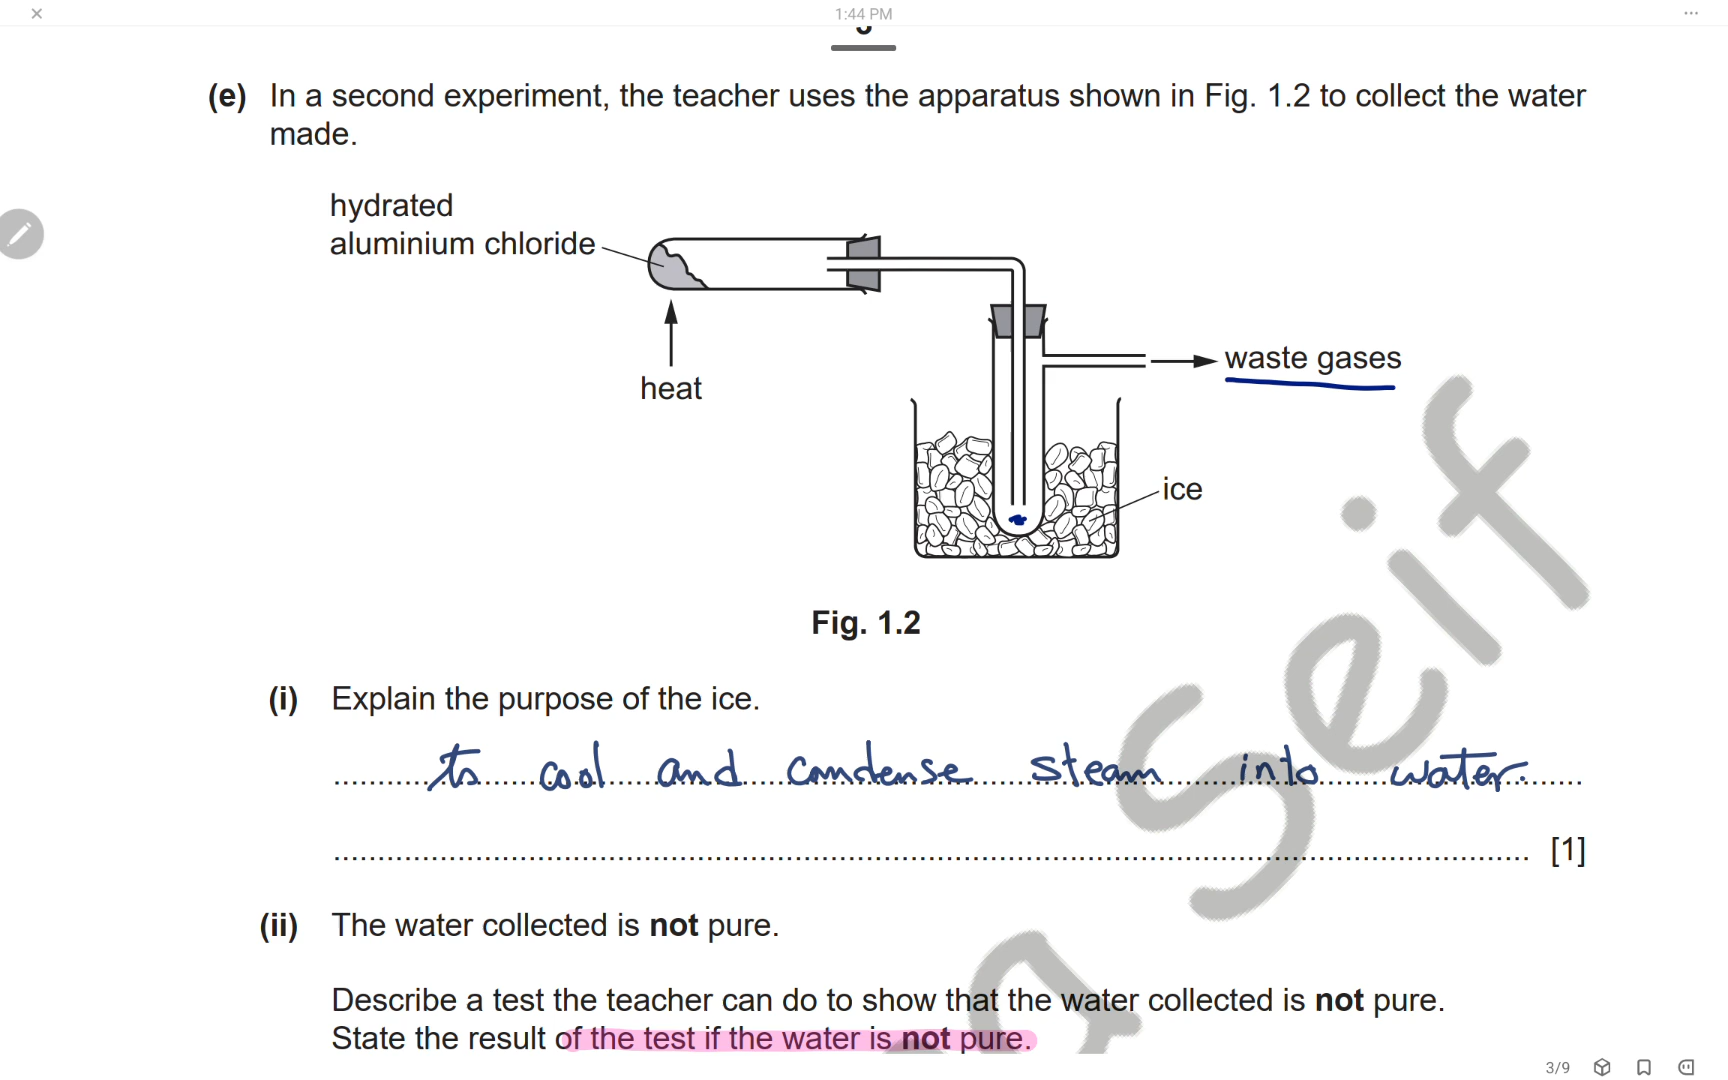 1:44 PM
(e) In a second experiment, the teacher uses the apparatus shown in Fig. 1.2 to collect the water
made.
hydrated
aluminium chloride
heat
waste gases
ice
Fig. 1.2
(i) Explain the purpose of the ice.
to cool and condense steam into water.
[1]
(ii) The water collected is not pure.
Describe a test the teacher can do to show that the water collected is not pure.
State the result of the test if the water is not pure.
Seif
3/9